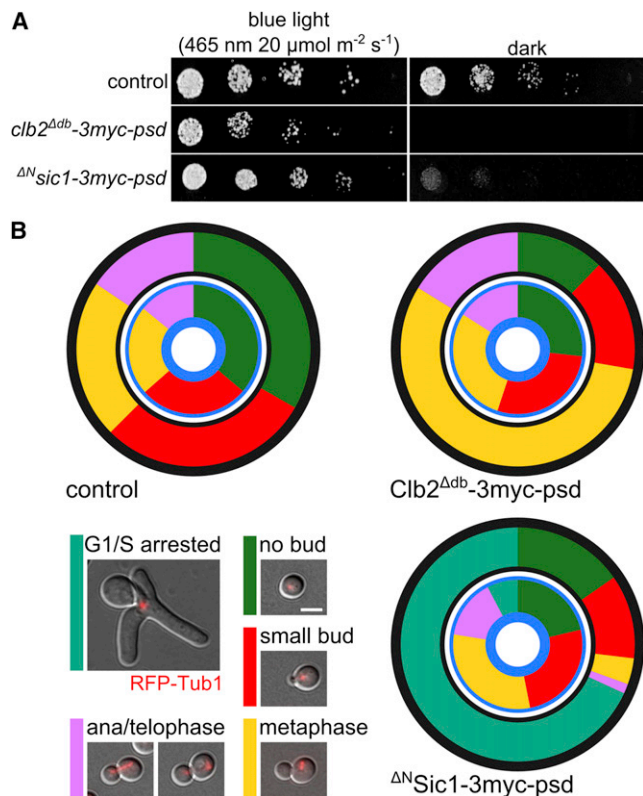 A
blue light
(465 nm 20 µmol m⁻² s⁻¹)
dark
control
clb2^Δdb-3myc-psd
^ΔNsic1-3myc-psd
B
control
Clb2^Δdb-3myc-psd
G1/S arrested
no bud
RFP-Tub1
small bud
ana/telophase
metaphase
^ΔNSic1-3myc-psd